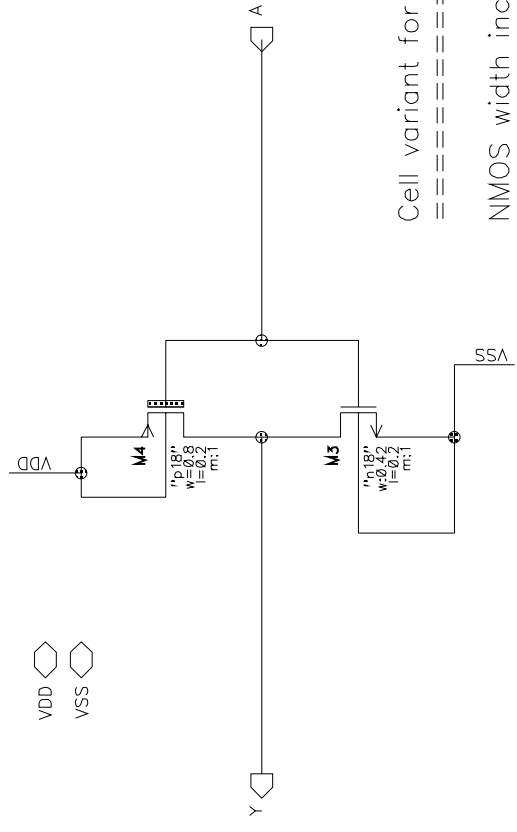 VDD
VSS
VDD
M4
"p18"
w=0.8
l=0.2
m:1
Y
A
M3
"n18"
w:0.42
l=0.2
m:1
VSS
Cell variant for
==========
NMOS width inc